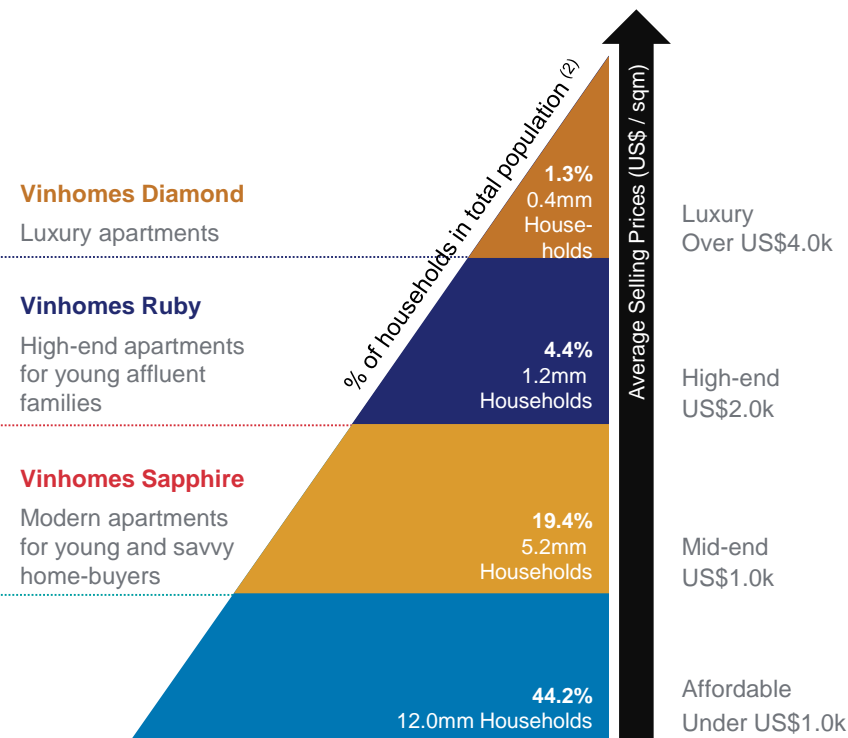 Vinhomes Diamond
Luxury apartments
Vinhomes Ruby
High-end apartments
for young affluent
families
Vinhomes Sapphire
Modern apartments
for young and savvy
home-buyers
% of households in total population (2)
1.3%
0.4mm
House-
holds
4.4%
1.2mm
Households
19.4%
5.2mm
Households
44.2%
12.0mm Households
Average Selling Prices (US$ / sqm)
Luxury
Over US$4.0k
High-end
US$2.0k
Mid-end
US$1.0k
Affordable
Under US$1.0k